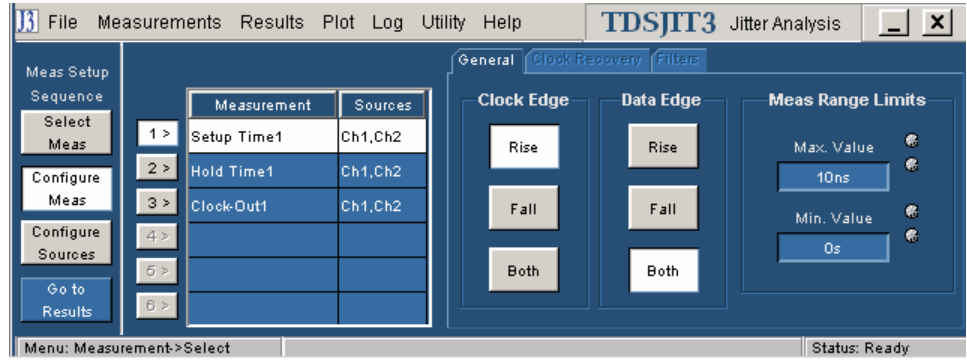 J3 File Measurements Results Plot Log Utility Help TDSJIT3 Jitter Analysis
Meas Setup
Sequence
Select
Meas
Configure
Meas
Configure
Sources
Go to
Results
Measurement Sources
1 > Setup Time1 Ch1,Ch2
2 > Hold Time1 Ch1,Ch2
3 > Clock-Out1 Ch1,Ch2
4 >
5 >
6 >
General Clock Recovery Filters
Clock Edge
Rise
Fall
Both
Data Edge
Rise
Fall
Both
Meas Range Limits
Max. Value
10ns
Min. Value
0s
Menu: Measurement->Select Status: Ready